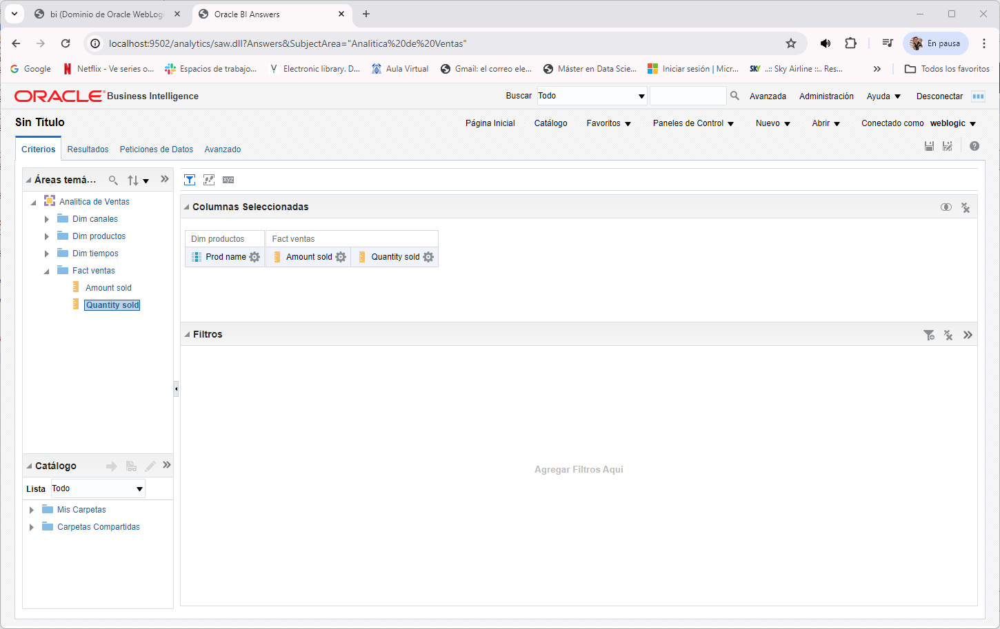 bi (Dominio de Oracle WebLogi
Oracle BI Answers
localhost:9502/analytics/saw.dll?Answers&SubjectArea="Analitica%20de%20Ventas"
En pausa
Google
Netflix - Ve series o...
Espacios de trabajo...
Electronic library. D...
Aula Virtual
Gmail: el correo ele...
Máster en Data Scie...
Iniciar sesión | Micr...
SKY
..:: Sky Airline ::.. Res...
Todos los favoritos
ORACLE Business Intelligence
Buscar
Todo
Avanzada
Administración
Ayuda
Desconectar
Sin Título
Página Inicial
Catálogo
Favoritos
Paneles de Control
Nuevo
Abrir
Conectado como weblogic
Criterios
Resultados
Peticiones de Datos
Avanzado
Áreas temá...
Analitica de Ventas
Dim canales
Dim productos
Dim tiempos
Fact ventas
Amount sold
Quantity sold
xyz
Columnas Seleccionadas
Dim productos
Fact ventas
Prod name
Amount sold
Quantity sold
Filtros
Agregar Filtros Aquí
Catálogo
Lista
Todo
Mis Carpetas
Carpetas Compartidas